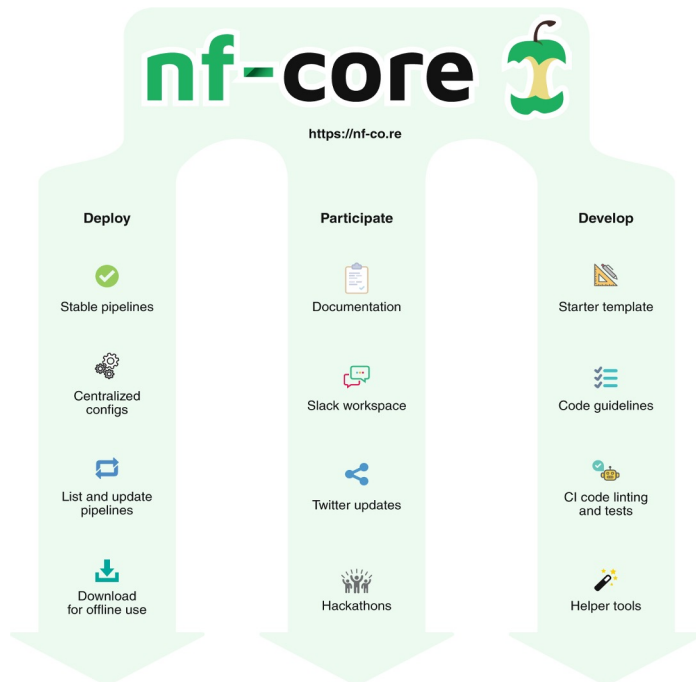 nf-core
https://nf-co.re
Deploy
Stable pipelines
Centralized
configs
List and update
pipelines
Download
for offline use
Participate
Documentation
Slack workspace
Twitter updates
Hackathons
Develop
Starter template
Code guidelines
CI code linting
and tests
Helper tools